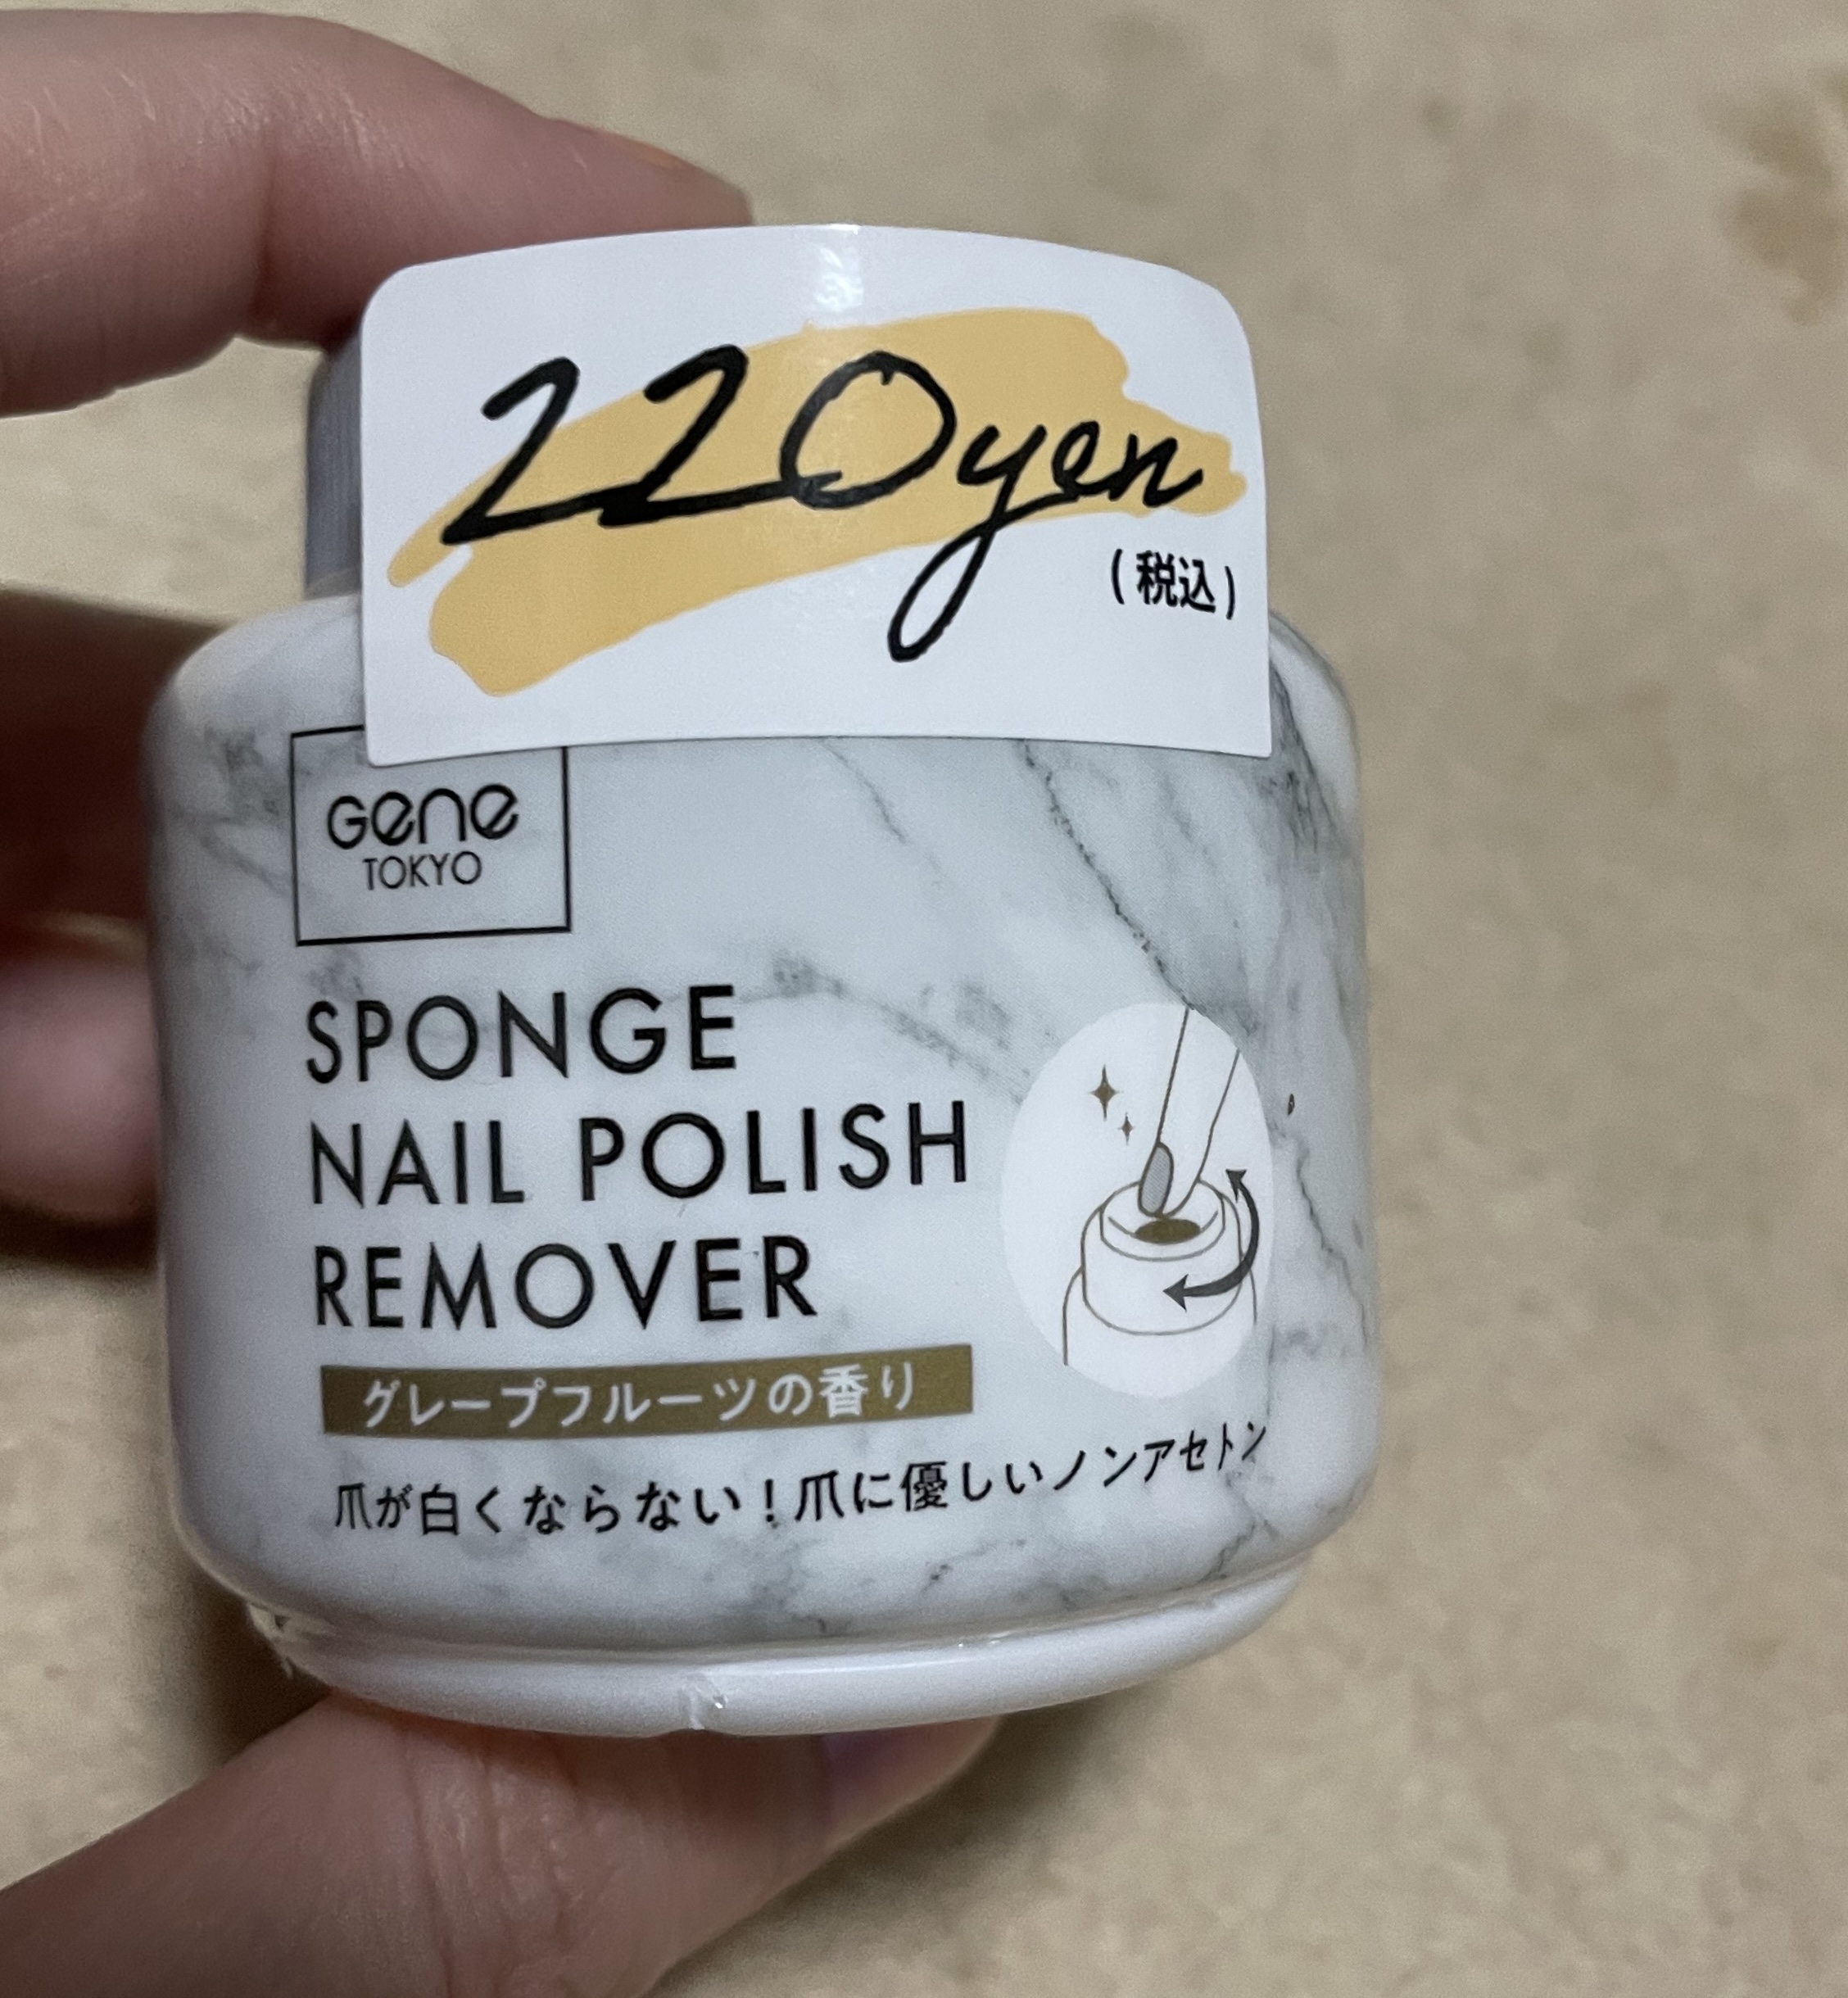 220yen
(税込)
Gene
TOKYO
SPONGE
NAIL POLISH
REMOVER
グレープフルーツの香り
爪が白くならない!爪に優しいノンアセトン